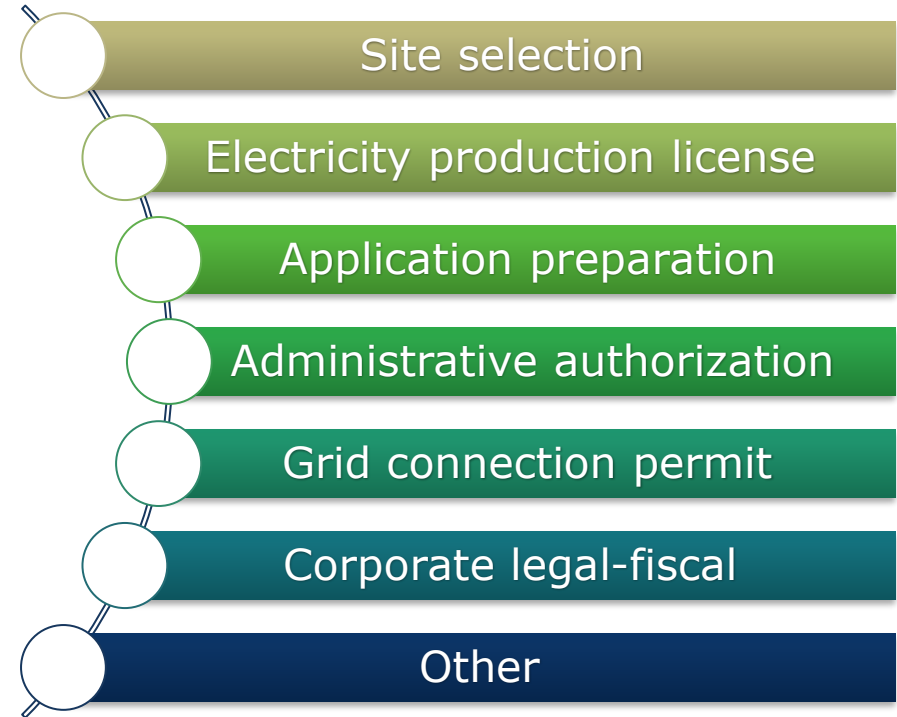 Site selection
Electricity production license
Application preparation
Administrative authorization
Grid connection permit
Corporate legal-fiscal
Other